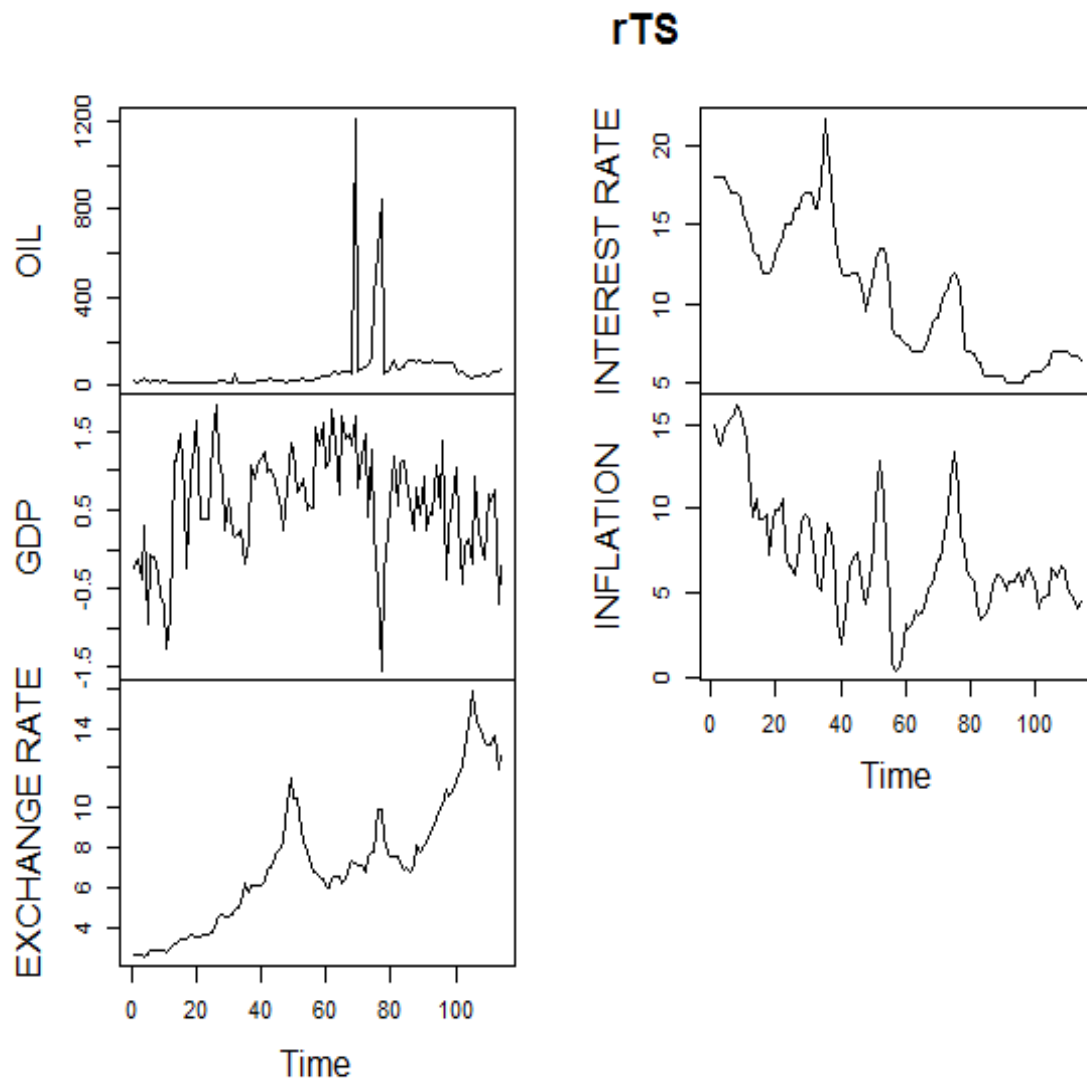 rTS
OIL
0 400 800 1200
GDP
-1.5 -0.5 0.5 1.5
EXCHANGE RATE
4 6 8 10 14
0 20 40 60 80 100
Time
INTEREST RATE
5 10 15 20
INFLATION
0 5 10 15
0 20 40 60 80 100
Time